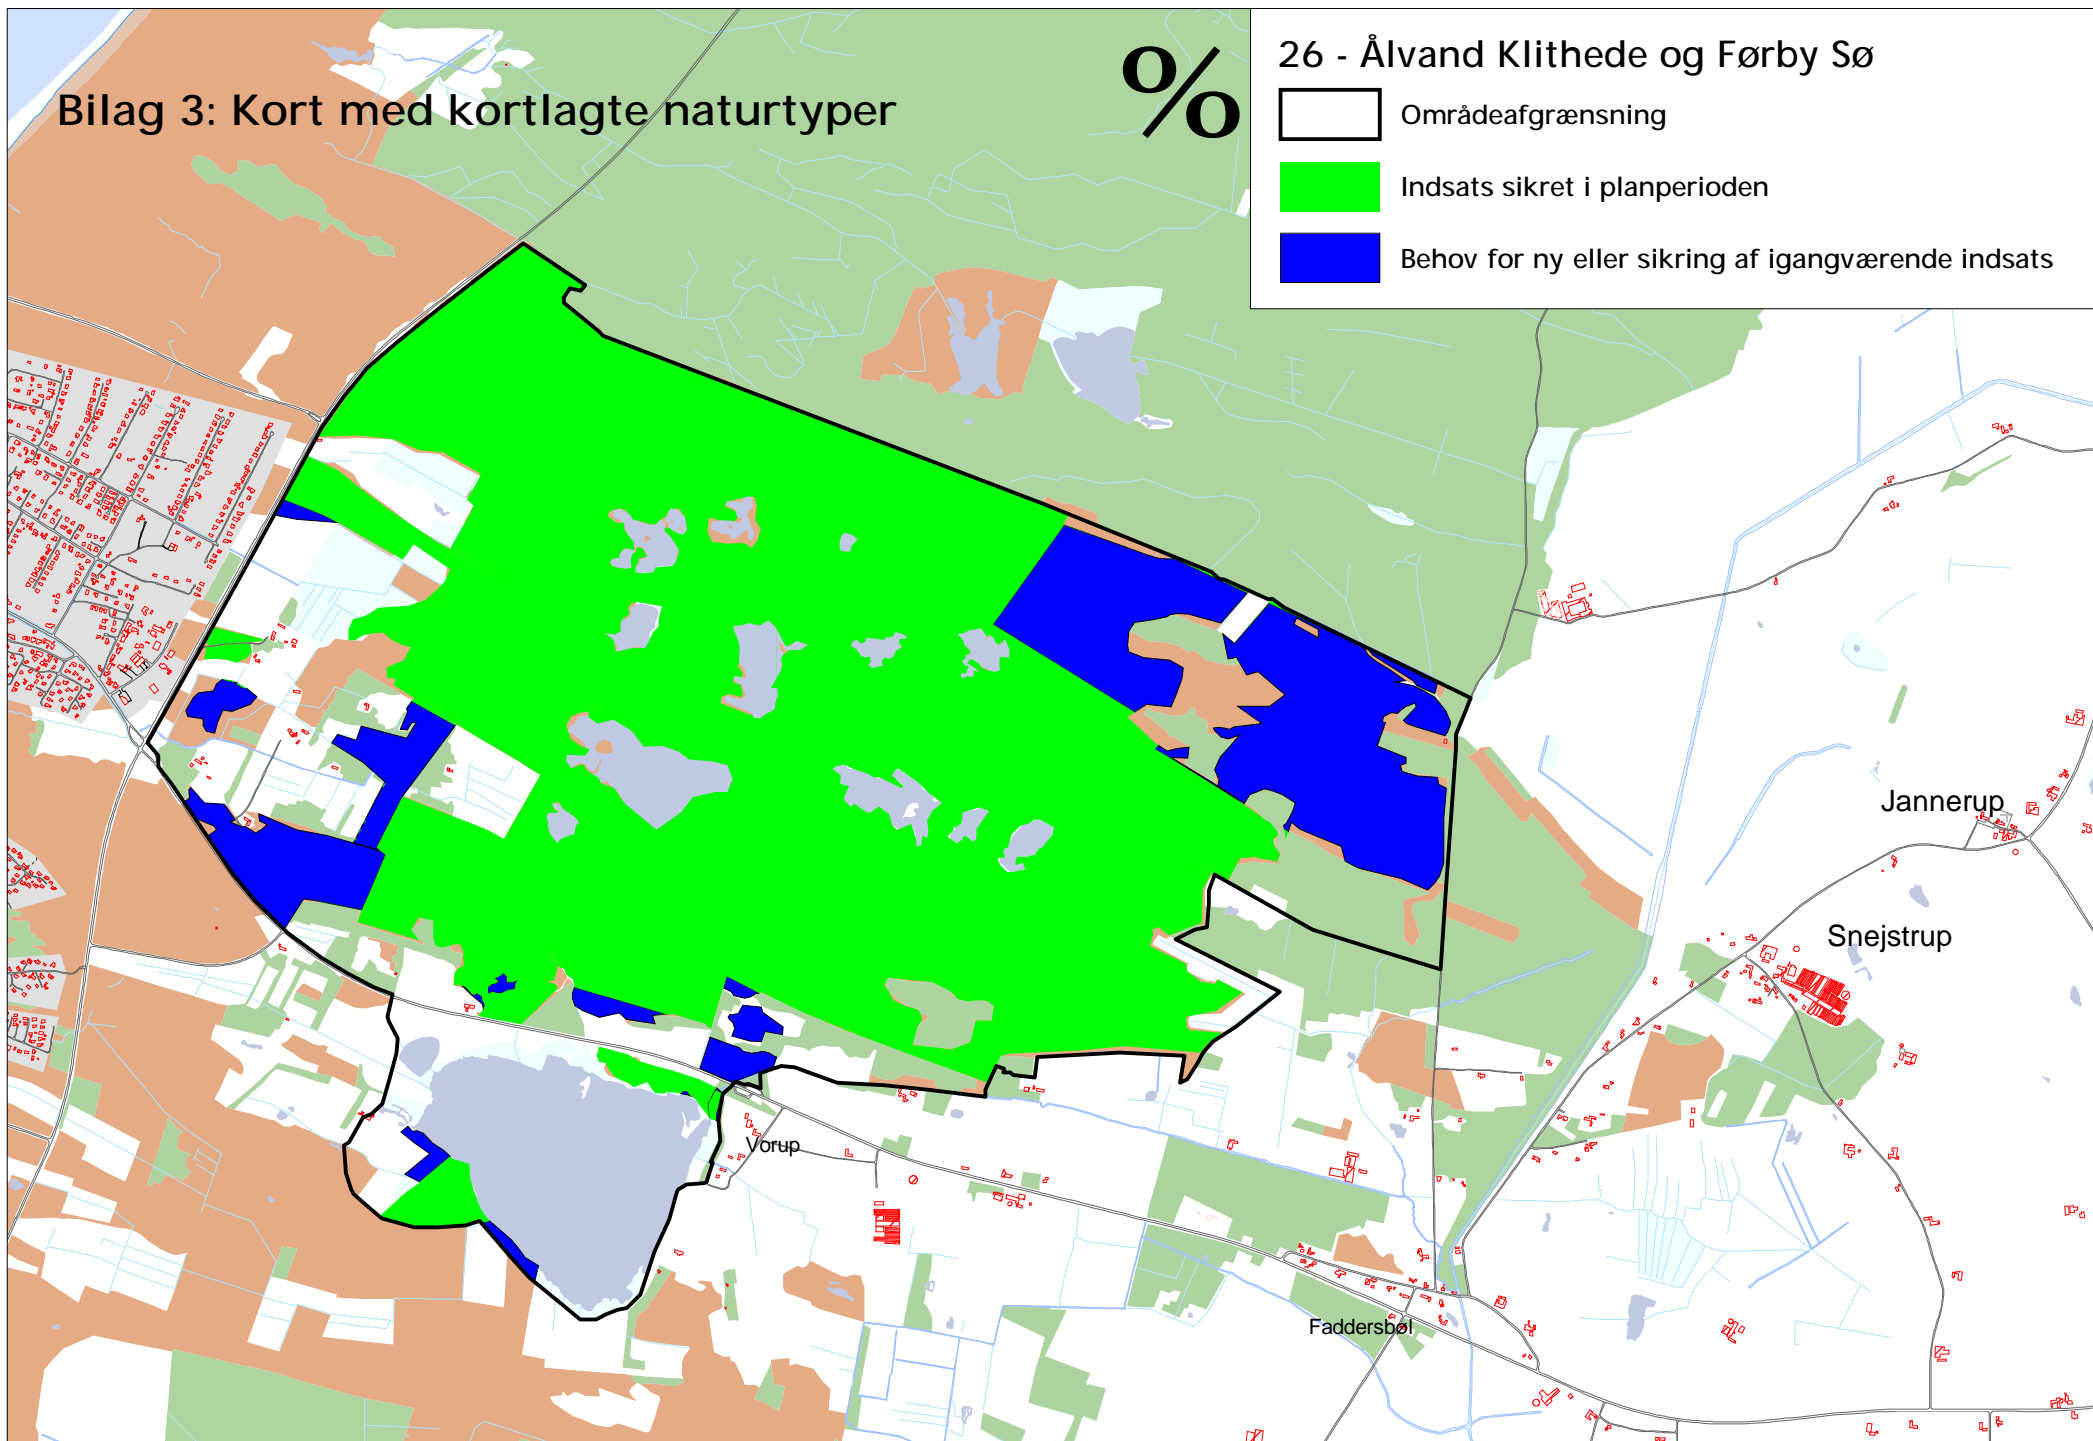 Bilag 3: Kort med kortlagte naturtyper
%
26 - Ålvand Klithede og Førby Sø
Områdeafgrænsning
Indsats sikret i planperioden
Behov for ny eller sikring af igangværende indsats
Jannerup
Snejstrup
Vorup
Faddersbøl